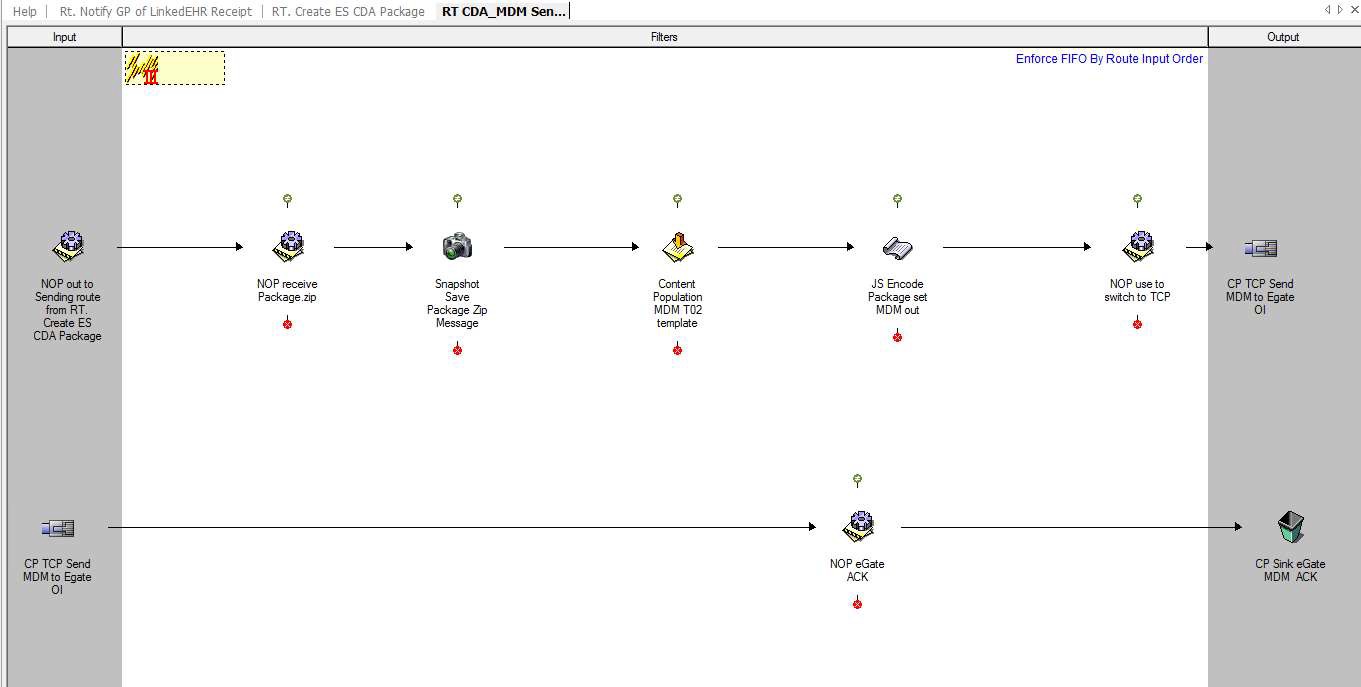 Help
Rt. Notify GP of LinkedEHR Receipt
RT. Create ES CDA Package
RT CDA_MDM Sen...
Input
Filters
Output
Enforce FIFO By Route Input Order
NOP out to
Sending route
from RT.
Create ES
CDA Package
NOP receive
Package.zip
Snapshot
Save
Package Zip
Message
Content
Population
MDM T02
template
JS Encode
Package set
MDM out
NOP use to
switch to TCP
CP TCP Send
MDM to Egate
OI
CP TCP Send
MDM to Egate
OI
NOP eGate
ACK
CP Sink eGate
MDM ACK